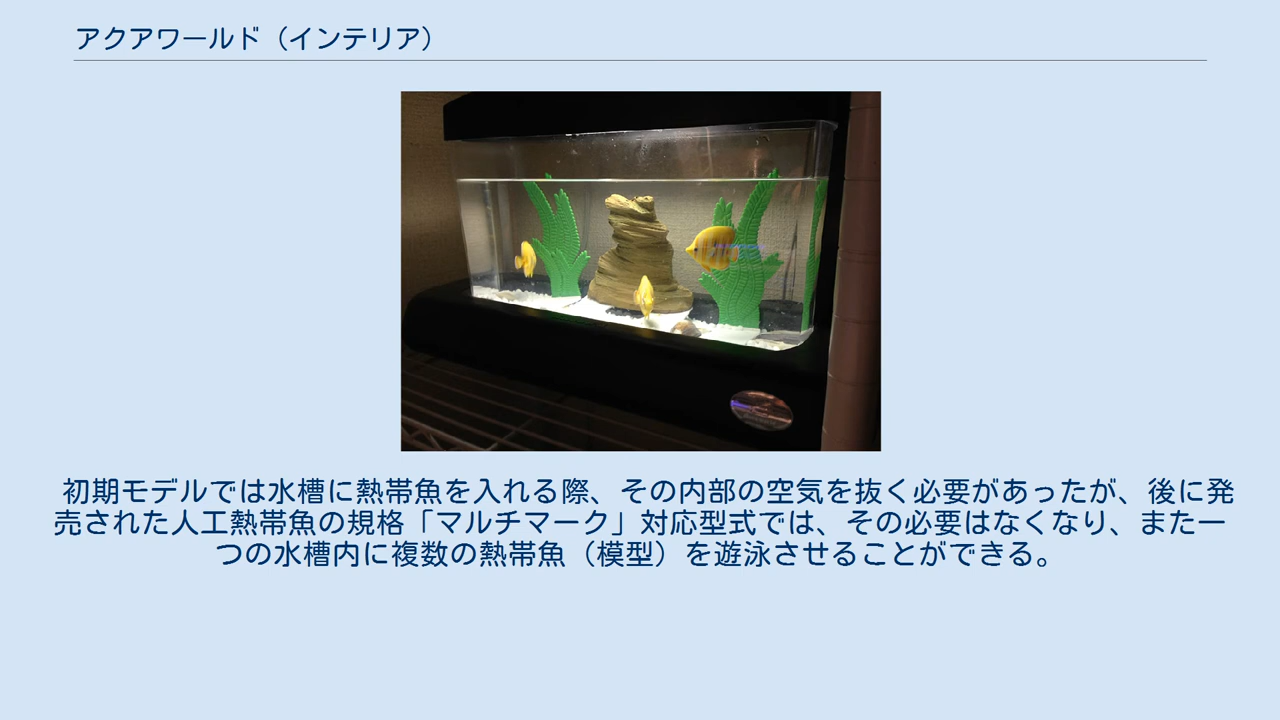 アクアワールド（インテリア）
初期モデルでは水槽に熱帯魚を入れる際、その内部の空気を抜く必要があったが、後に発
売された人工熱帯魚の規格「マルチマーク」対応型式では、その必要はなくなり、また一
つの水槽内に複数の熱帯魚（模型）を遊泳させることができる。